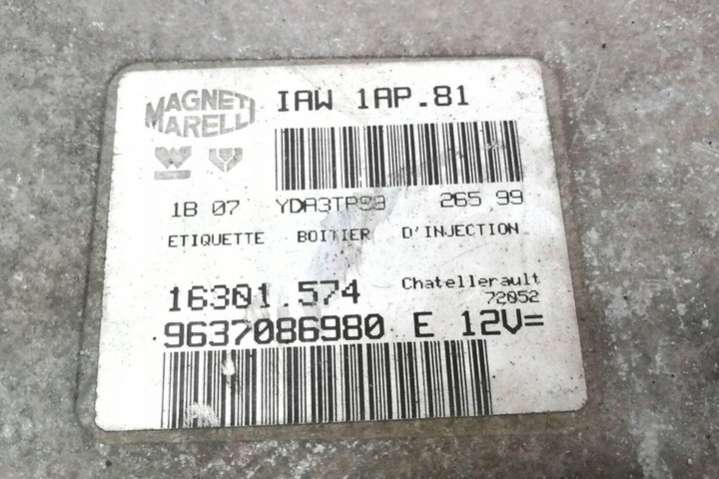 MAGNETI
MARELLI
IAW 1AP.81
1B 07 265 99
ETIQUETTE BOITIER D'INJECTION
16301.574
Chatellerault
72052
9637086980 E 12V=